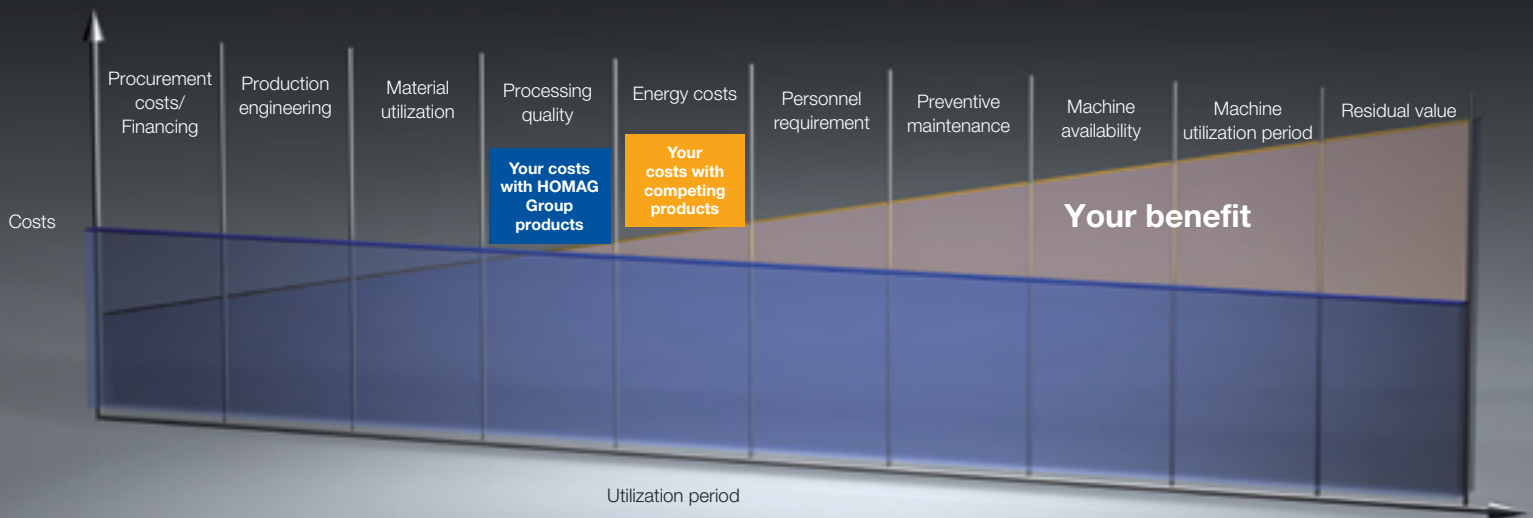 Procurement
costs/
Financing
Production
engineering
Material
utilization
Processing
quality
Energy costs
Personnel
requirement
Preventive
maintenance
Machine
availability
Machine
utilization period
Residual value
Your costs
with HOMAG
Group
products
Your
costs with
competing
products
Your benefit
Costs
Utilization period